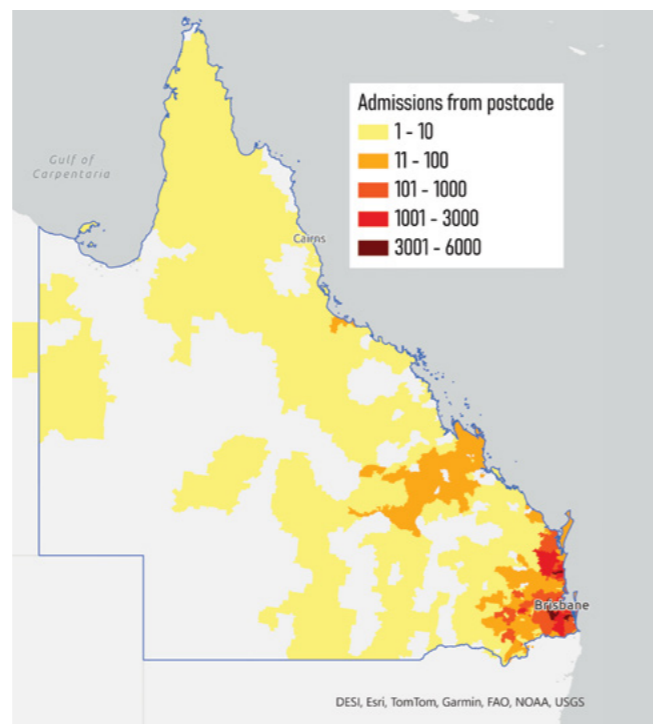 Admissions from postcode
1 - 10
11 - 100
101 - 1000
1001 - 3000
3001 - 6000
Gulf of
Carpentaria
Cairns
Brisbane
DESI, Esri, TomTom, Garmin, FAO, NOAA, USGS